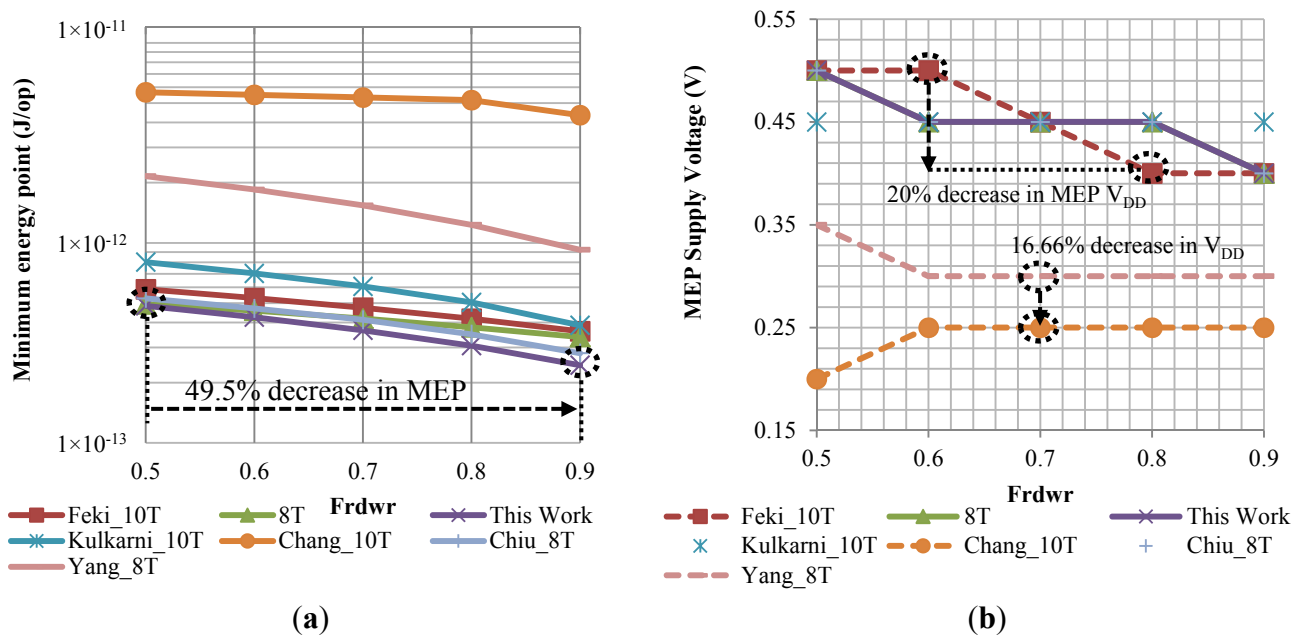 1×10⁻¹¹
1×10⁻¹²
1×10⁻¹³
Minimum energy point (J/op)
49.5% decrease in MEP
0.5 0.6 0.7 0.8 0.9
Frdwr
Feki_10T 8T This Work
Kulkarni_10T Chang_10T Chiu_8T
Yang_8T
(a)
0.55
0.45
0.35
0.25
0.15
MEP Supply Voltage (V)
20% decrease in MEP V_DD
16.66% decrease in V_DD
0.5 0.6 0.7 0.8 0.9
Frdwr
Feki_10T 8T This Work
Kulkarni_10T Chang_10T Chiu_8T
Yang_8T
(b)